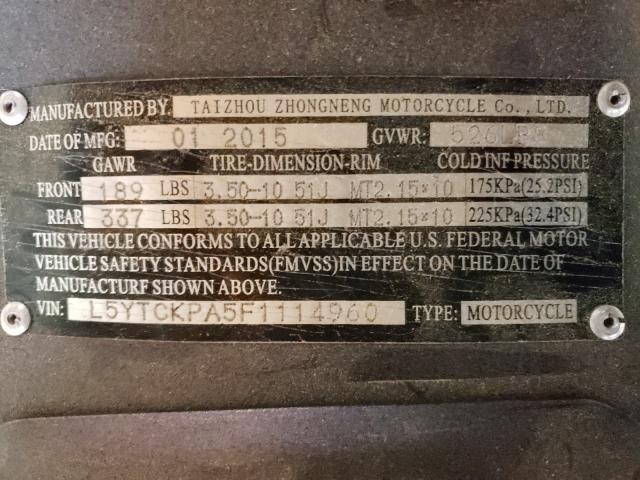 MANUFACTURED BY TAIZHOU ZHONGNENG MOTORCYCLE Co., LTD.
DATE OF MFG: 01 2015 GVWR: 526LBS
GAWR TIRE-DIMENSION-RIM COLD INF PRESSURE
FRONT 189 LBS 3.50-10 51J MT2.15×10 175KPa(25.2PSI)
REAR 337 LBS 3.50-10 51J MT2.15×10 225KPa(32.4PSI)
THIS VEHICLE CONFORMS TO ALL APPLICABLE U.S. FEDERAL MOTOR
VEHICLE SAFETY STANDARDS(FMVSS)IN EFFECT ON THE DATE OF
MANUFACTURF SHOWN ABOVE.
VIN: L5YTCKPA5F1114960 TYPE: MOTORCYCLE